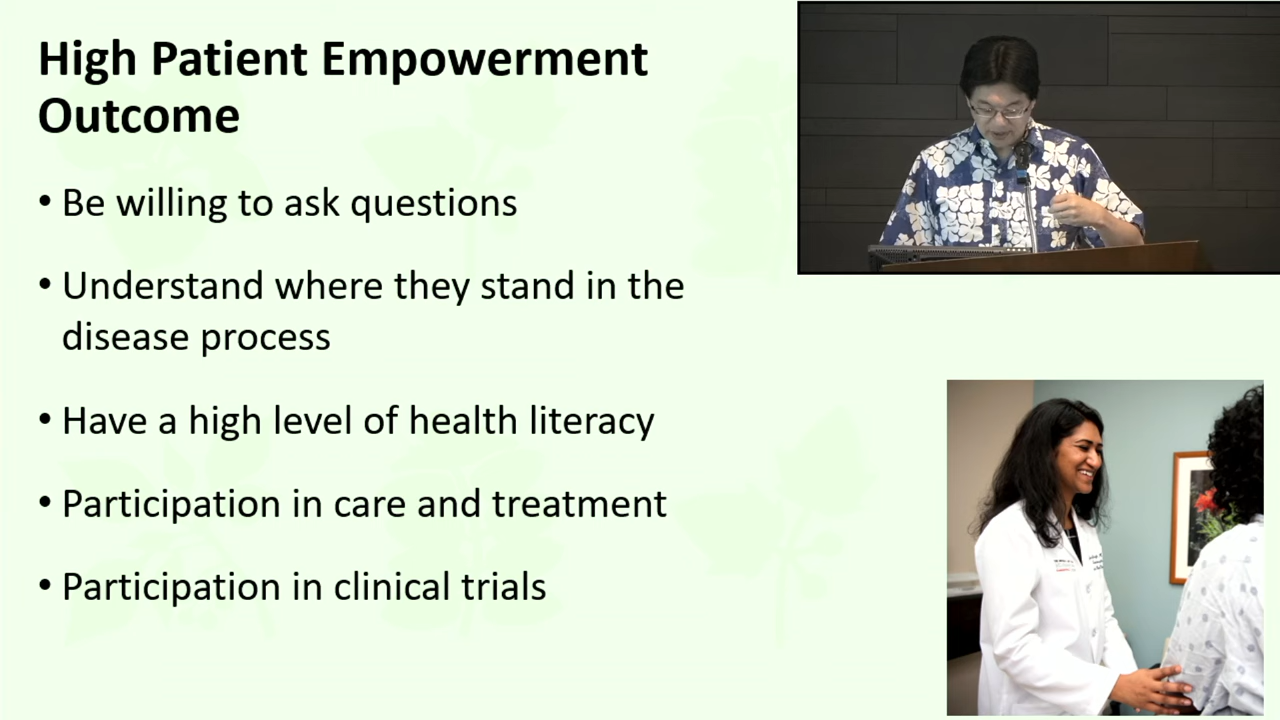 High Patient Empowerment
Outcome
• Be willing to ask questions
• Understand where they stand in the
disease process
• Have a high level of health literacy
• Participation in care and treatment
• Participation in clinical trials